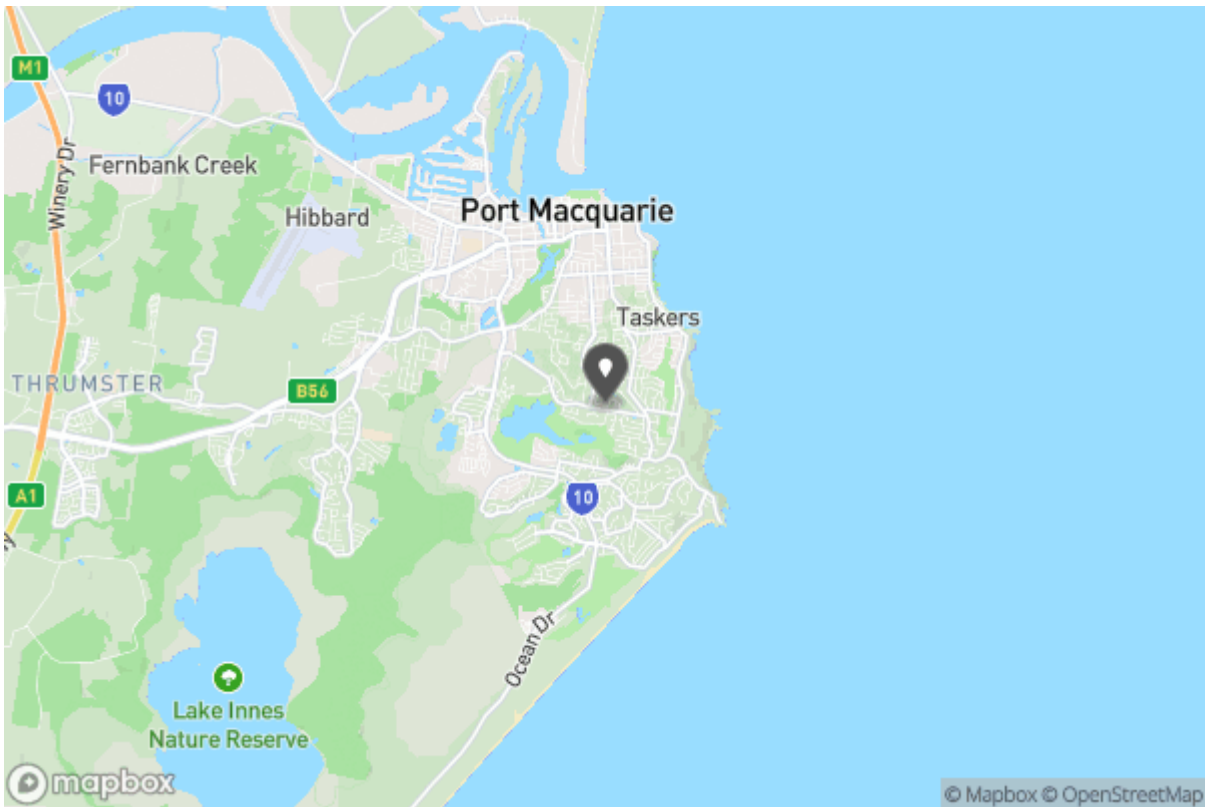 M1
10
Winery Dr
Fernbank Creek
Hibbard
Port Macquarie
Taskers
THRUMSTER
B56
A1
10
Ocean Dr
Lake Innes
Nature Reserve
mapbox
© Mapbox © OpenStreetMap